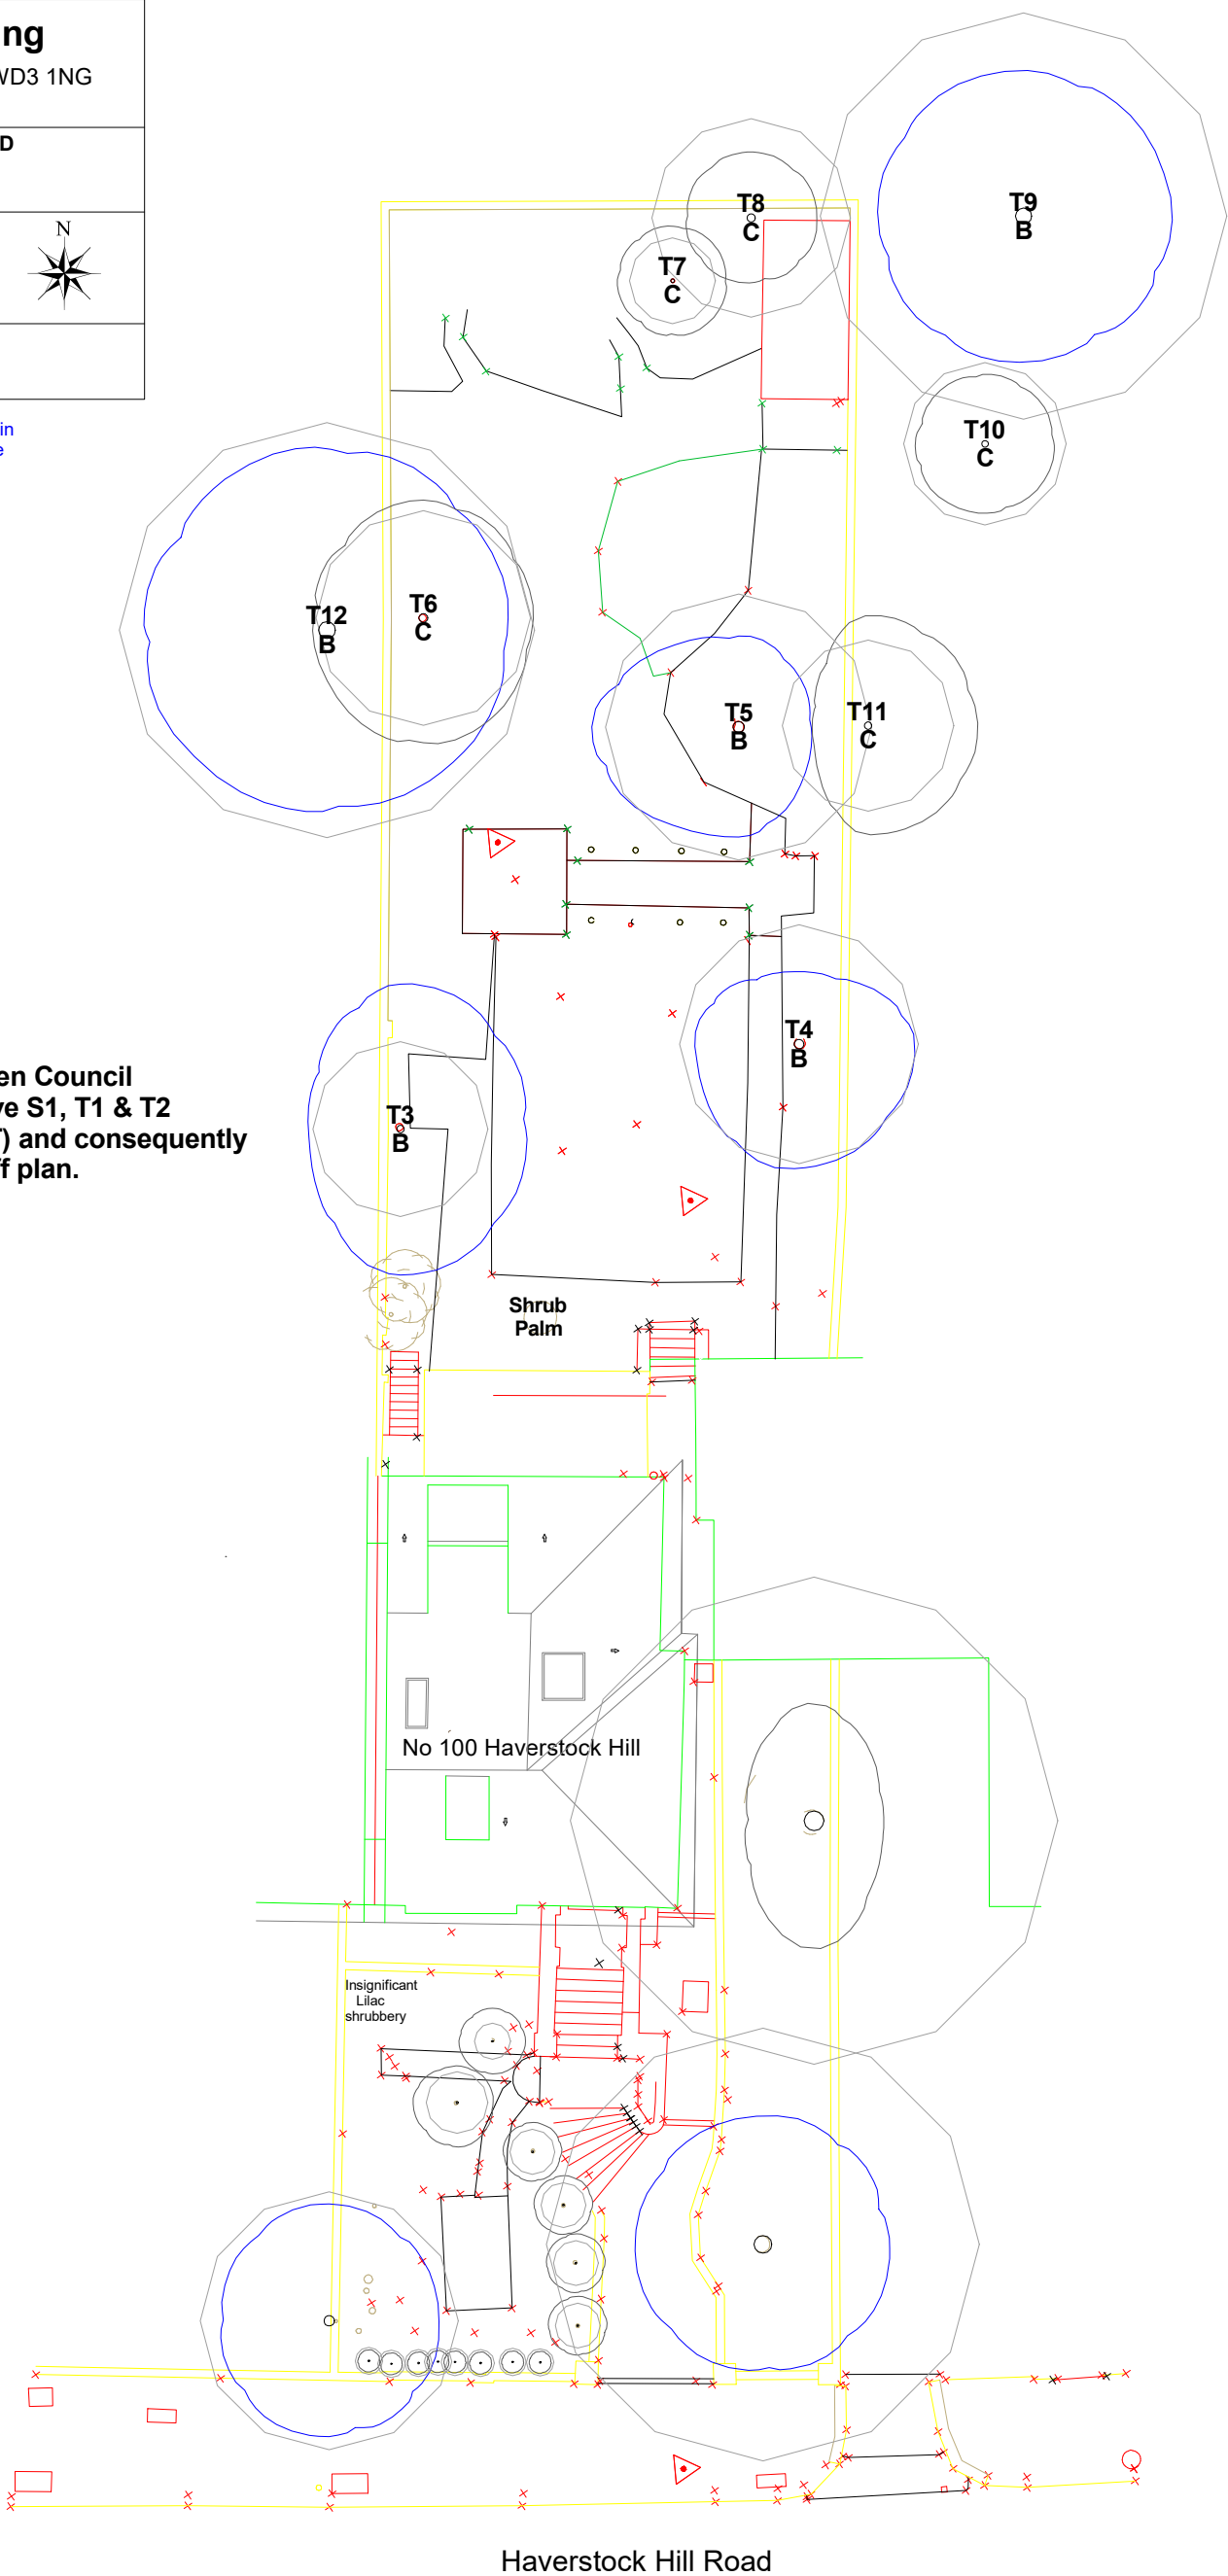 ng
WD3 1NG
D
N
in
e
T8
C
T9
B
T7
C
T10
C
T12
B
T6
C
T5
B
T11
C
T4
B
en Council
ve S1, T1 & T2
T) and consequently
ff plan.
T3
B
Shrub
Palm
No 100 Haverstock Hill
Insignificant
Lilac
shrubbery
Haverstock Hill Road